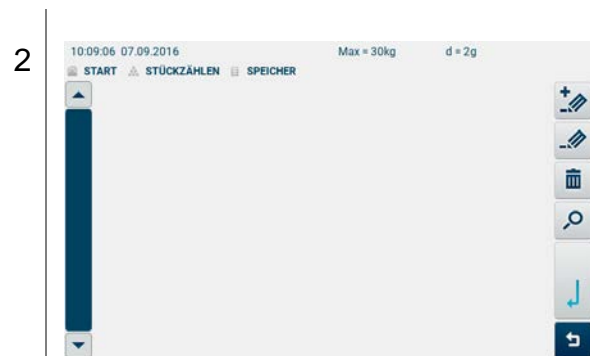 2
10:09:06 07.09.2016 Max = 30kg d = 2g
START STÜCKZÄHLEN SPEICHER